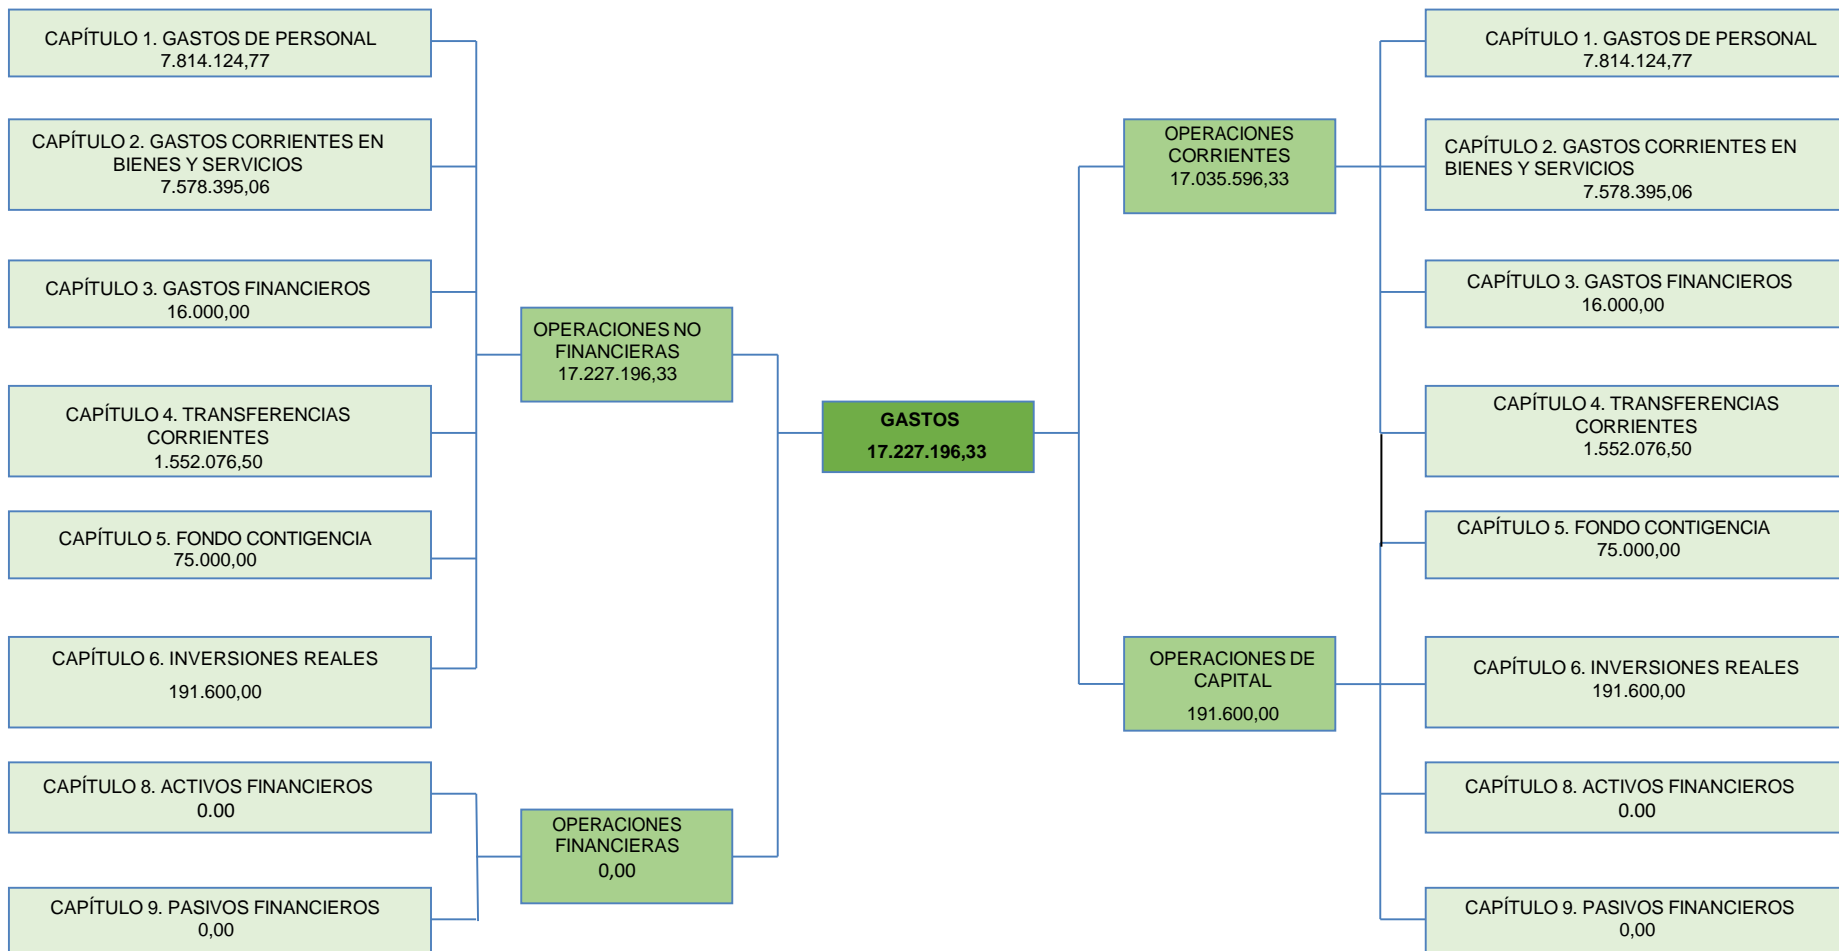 CAPÍTULO 1. GASTOS DE PERSONAL
7.814.124,77
CAPÍTULO 2. GASTOS CORRIENTES EN
BIENES Y SERVICIOS
7.578.395,06
CAPÍTULO 3. GASTOS FINANCIEROS
16.000,00
CAPÍTULO 4. TRANSFERENCIAS
CORRIENTES
1.552.076,50
CAPÍTULO 5. FONDO CONTIGENCIA
75.000,00
CAPÍTULO 6. INVERSIONES REALES
191.600,00
CAPÍTULO 8. ACTIVOS FINANCIEROS
0.00
CAPÍTULO 9. PASIVOS FINANCIEROS
0,00
OPERACIONES NO
FINANCIERAS
17.227.196,33
OPERACIONES
FINANCIERAS
0,00
GASTOS
17.227.196,33
OPERACIONES
CORRIENTES
17.035.596,33
OPERACIONES DE
CAPITAL
191.600,00
CAPÍTULO 1. GASTOS DE PERSONAL
7.814.124,77
CAPÍTULO 2. GASTOS CORRIENTES EN
BIENES Y SERVICIOS
7.578.395,06
CAPÍTULO 3. GASTOS FINANCIEROS
16.000,00
CAPÍTULO 4. TRANSFERENCIAS
CORRIENTES
1.552.076,50
CAPÍTULO 5. FONDO CONTIGENCIA
75.000,00
CAPÍTULO 6. INVERSIONES REALES
191.600,00
CAPÍTULO 8. ACTIVOS FINANCIEROS
0.00
CAPÍTULO 9. PASIVOS FINANCIEROS
0,00